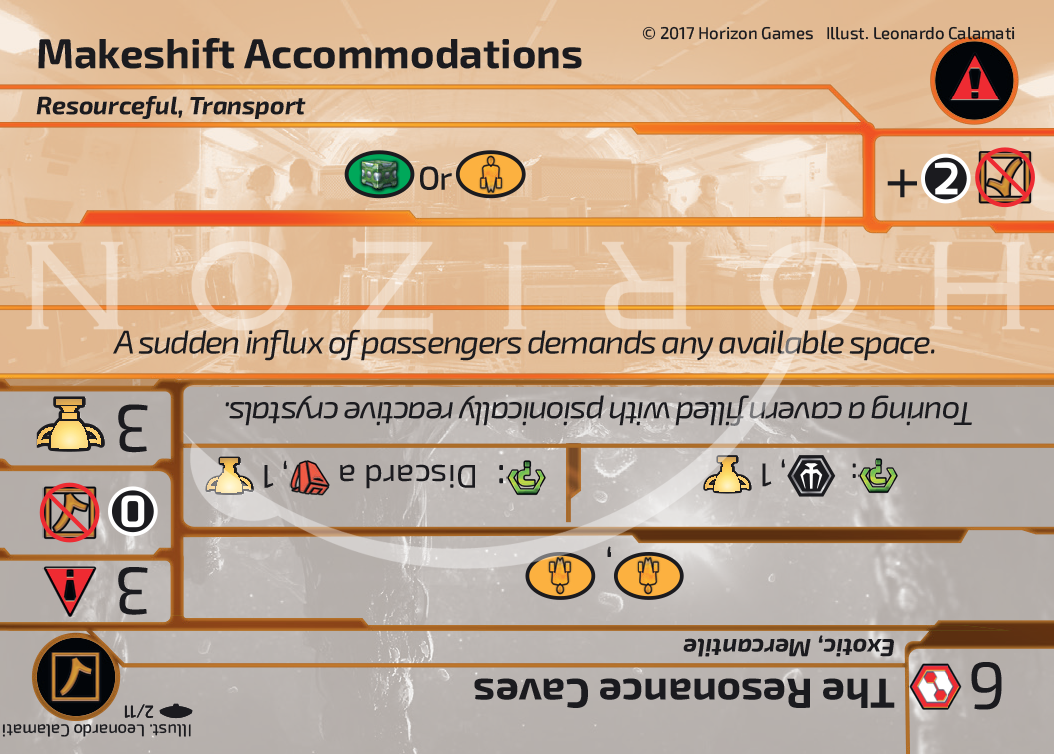 © 2017 Horizon Games Illust. Leonardo Calamati
Makeshift Accommodations
Resourceful, Transport
Or
+ 2
HORIZON
A sudden influx of passengers demands any available space.
6
The Resonance Caves
Illust. Leonardo Calamati
2/11
Exotic, Mercantile
3
,
0
: , 1
: Discard a , 1
3
Touring a cavern filled with psionically reactive crystals.